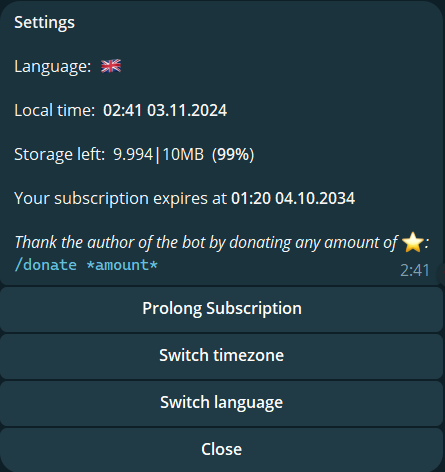 Settings
Language: 🇬🇧
Local time: 02:41 03.11.2024
Storage left: 9.994|10MB (99%)
Your subscription expires at 01:20 04.10.2034
Thank the author of the bot by donating any amount of ⭐:
/donate *amount*
2:41
Prolong Subscription
Switch timezone
Switch language
Close